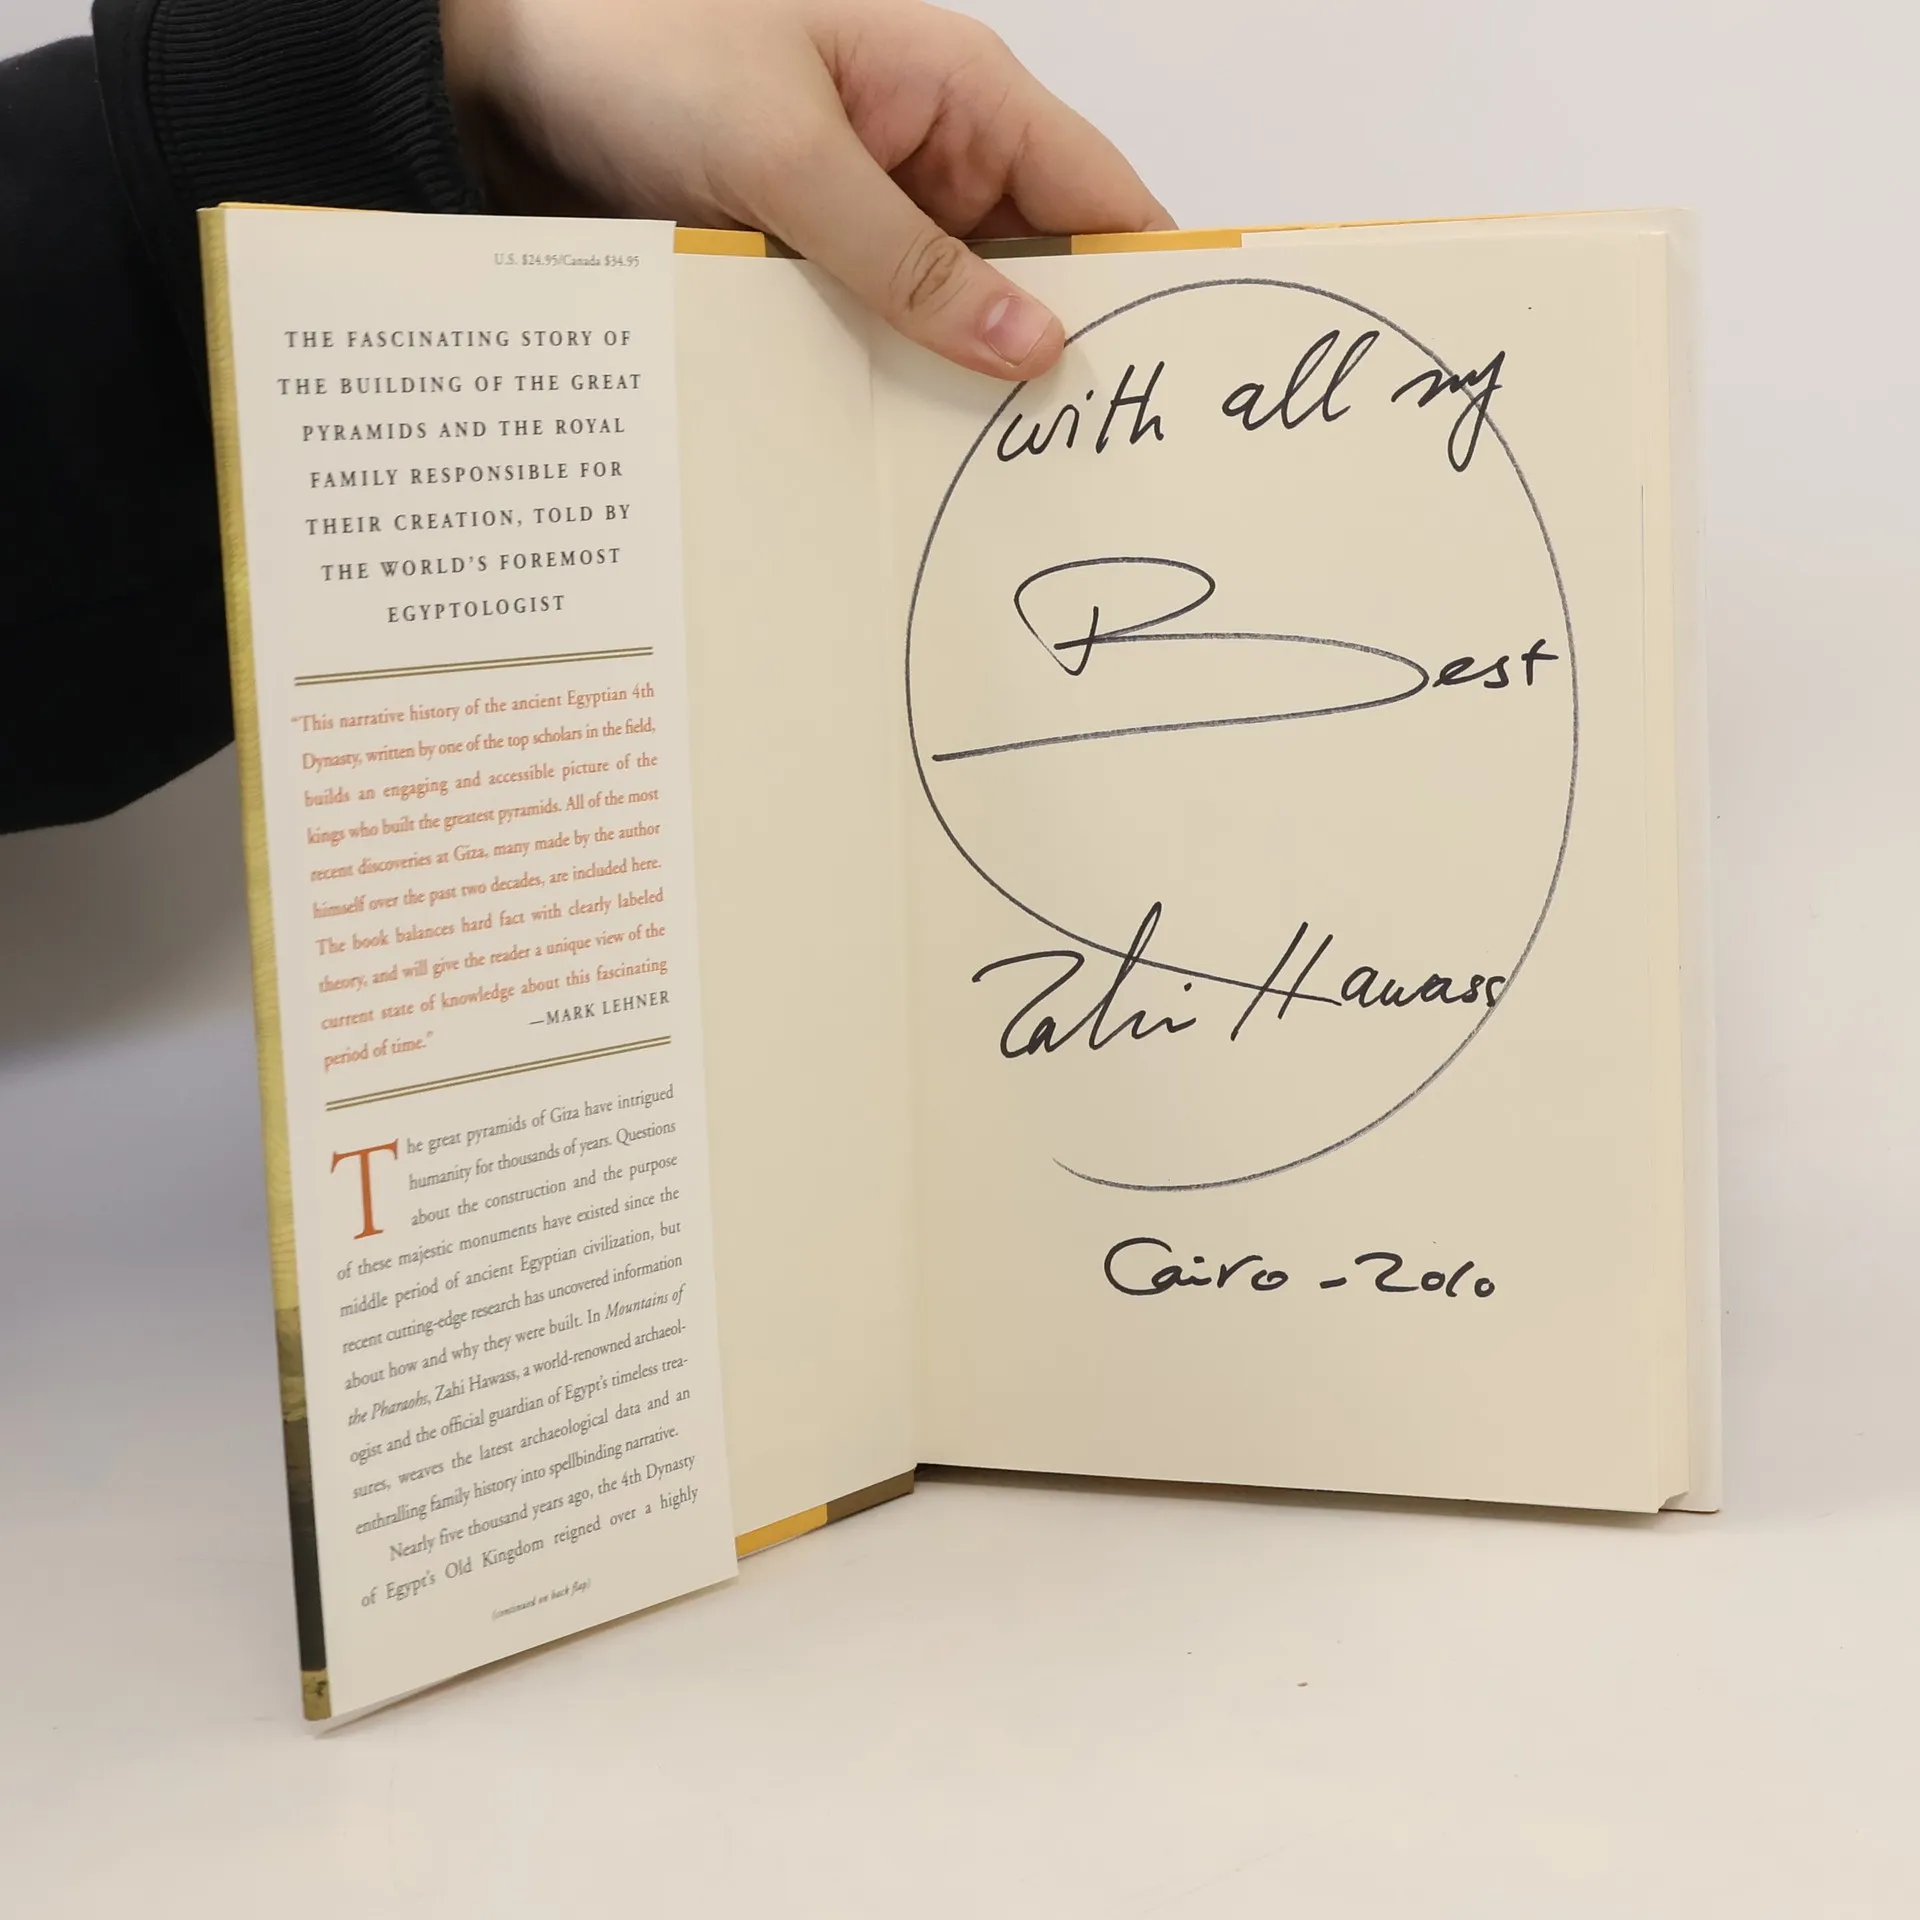 U.S. $24.95/Canada $34.95
THE FASCINATING STORY OF
THE BUILDING OF THE GREAT
PYRAMIDS AND THE ROYAL
FAMILY RESPONSIBLE FOR
THEIR CREATION, TOLD BY
THE WORLD'S FOREMOST
EGYPTOLOGIST
"This narrative history of the ancient Egyptian 4th
Dynasty, written by one of the top scholars in the field,
builds an engaging and accessible picture of the
kings who built the greatest pyramids. All of the most
recent discoveries at Giza, many made by the author
himself over the past two decades, are included here.
The book balances hard fact with clearly labeled
theory, and will give the reader a unique view of the
current state of knowledge about this fascinating
period of time."
—MARK LEHNER
The great pyramids of Giza have intrigued
humanity for thousands of years. Questions
about the construction and the purpose
of these majestic monuments have existed since the
middle period of ancient Egyptian civilization, but
recent cutting-edge research has uncovered information
about how and why they were built. In Mountains of
the Pharaohs, Zahi Hawass, a world-renowned archaeol-
ogist and the official guardian of Egypt's timeless trea-
sures, weaves the latest archaeological data and an
enthralling family history into spellbinding narrative.
Nearly five thousand years ago, the 4th Dynasty
of Egypt's Old Kingdom reigned over a highly
(continued on back flap)
with all my
Best
Zahi Hawass
Cairo - 2010